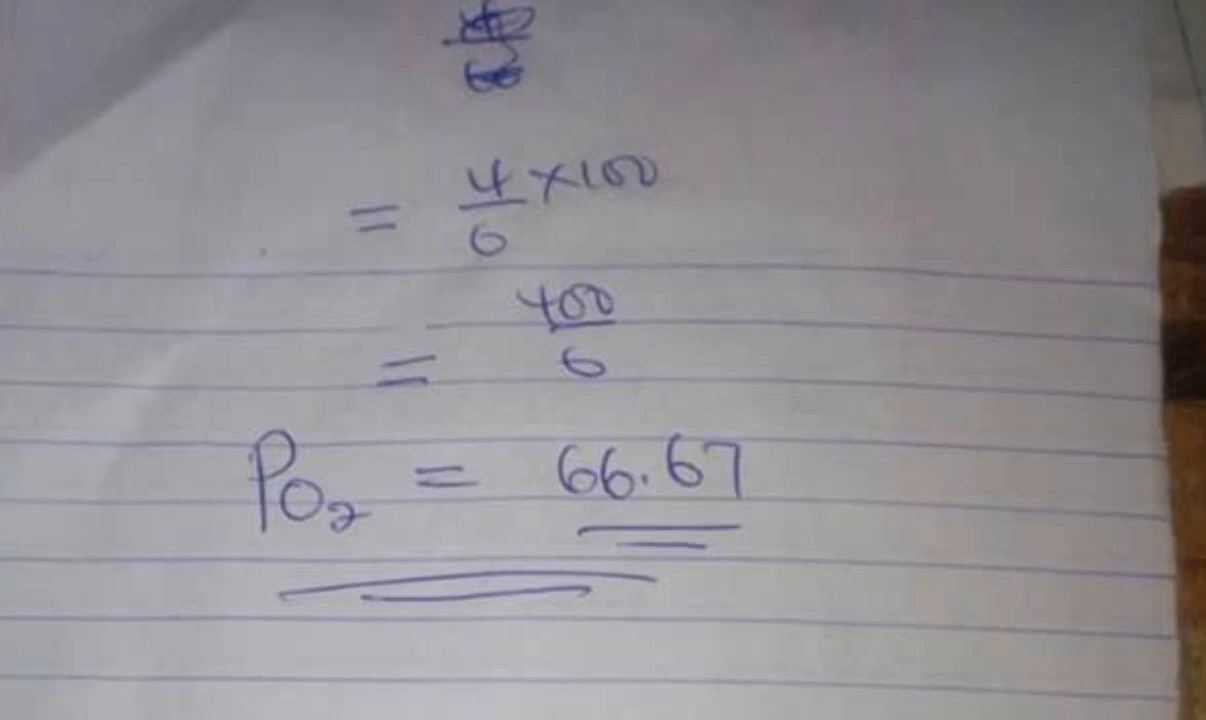 = 4/6 ×100
= 400/6
PO₂ = 66.67